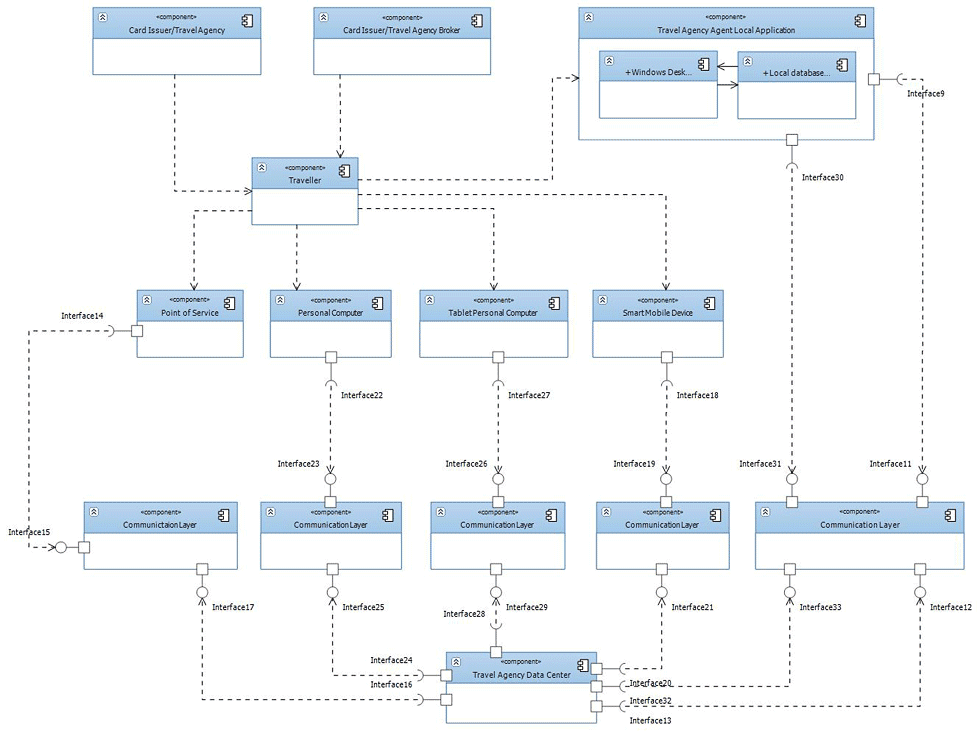 «component»
Card Issuer/Travel Agency
«component»
Card Issuer/Travel Agency Broker
«component»
Travel Agency Agent Local Application
+Windows Desk...
+Local database...
Interface9
Interface30
«component»
Traveller
Interface14
«component»
Point of Service
«component»
Personal Computer
«component»
Tablet Personal Computer
«component»
Smart Mobile Device
Interface22
Interface27
Interface18
Interface23
Interface26
Interface19
Interface31
Interface11
Interface15
«component»
Communictaion Layer
«component»
Communication Layer
«component»
Communication Layer
«component»
Communication Layer
«component»
Communication Layer
Interface17
Interface25
Interface28
Interface29
Interface21
Interface33
Interface12
Interface24
Interface16
«component»
Travel Agency Data Center
Interface20
Interface32
Interface13